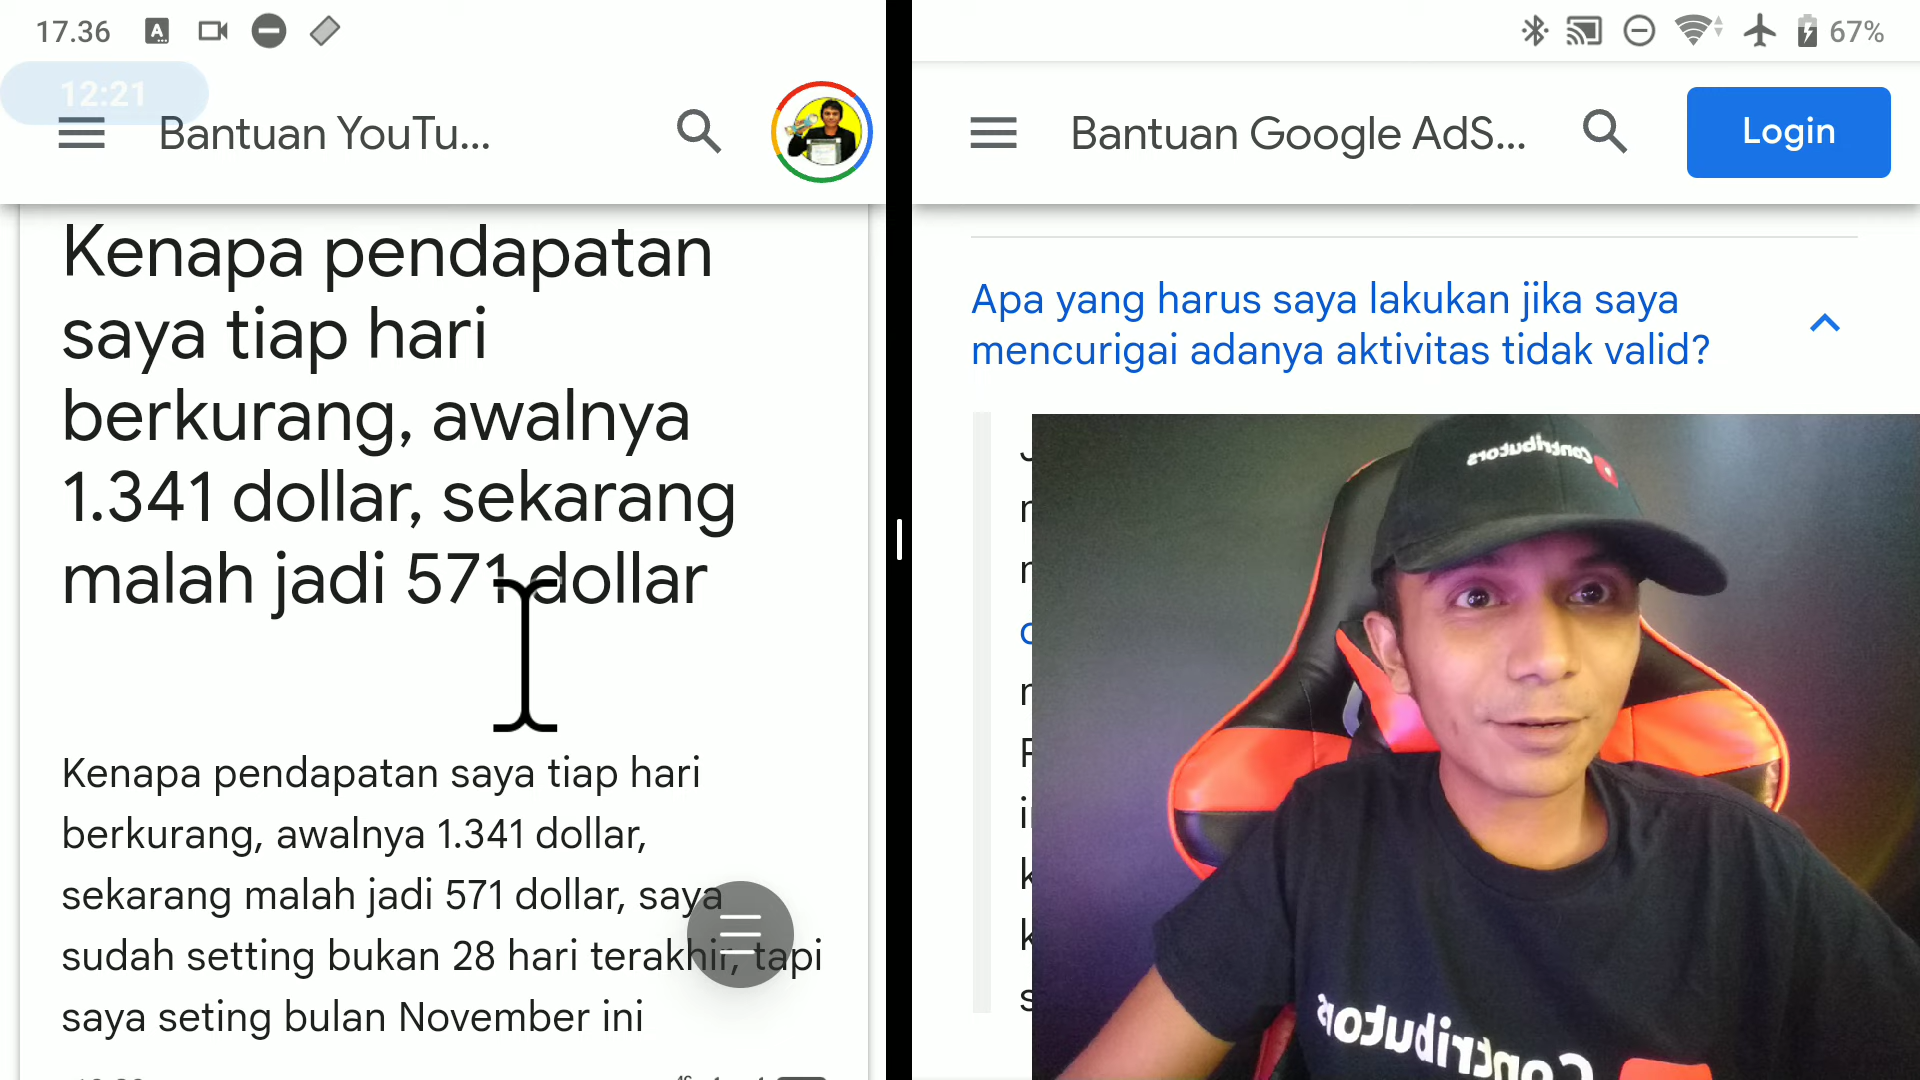 17.36
67%
12:21
Bantuan YouTu...
Kenapa pendapatan
saya tiap hari
berkurang, awalnya
1.341 dollar, sekarang
malah jadi 571 dollar
Kenapa pendapatan saya tiap hari
berkurang, awalnya 1.341 dollar,
sekarang malah jadi 571 dollar, saya
sudah setting bukan 28 hari terakhir, tapi
saya seting bulan November ini
Bantuan Google AdS...
Login
Apa yang harus saya lakukan jika saya
mencurigai adanya aktivitas tidak valid?
Contributors
Contributors